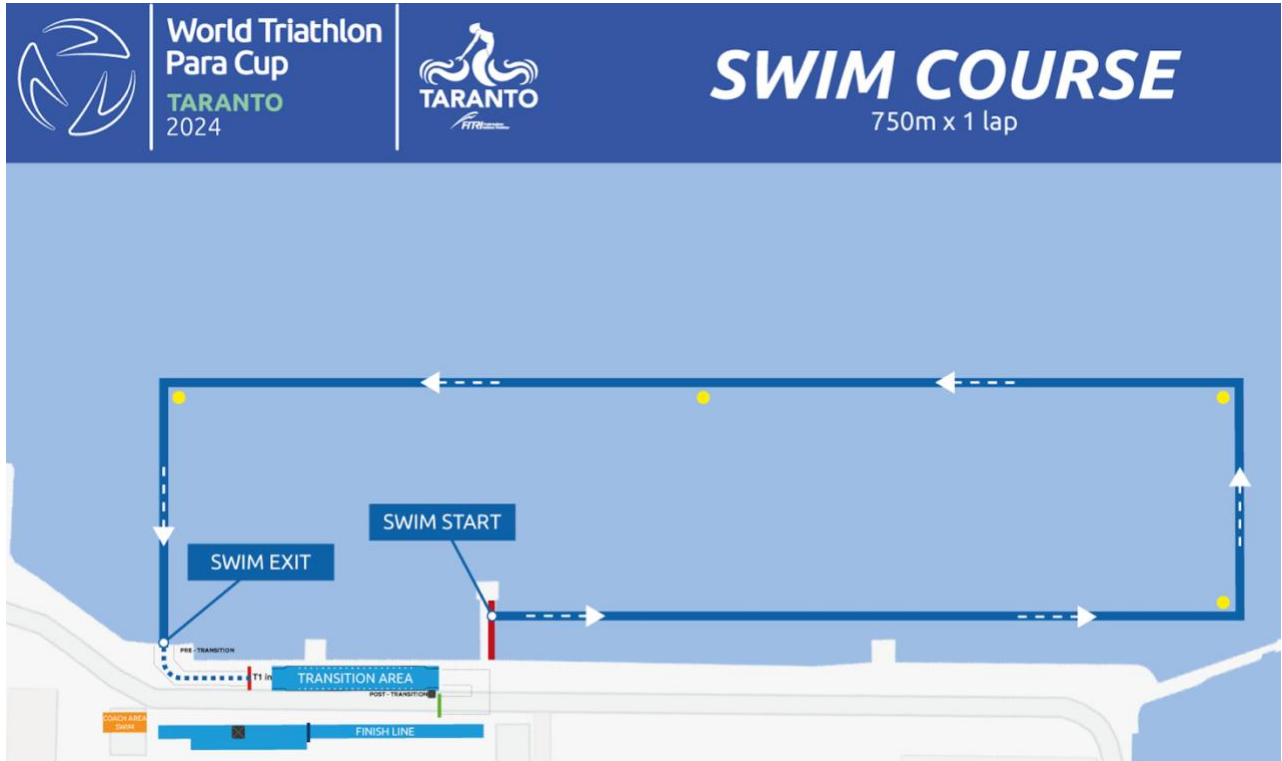 World Triathlon
Para Cup
TARANTO
2024
TARANTO
FITRI
SWIM COURSE
750m x 1 lap
SWIM START
SWIM EXIT
PRE - TRANSITION
T1 in
TRANSITION AREA
POST - TRANSITION
COACH AREA
SWIM
FINISH LINE